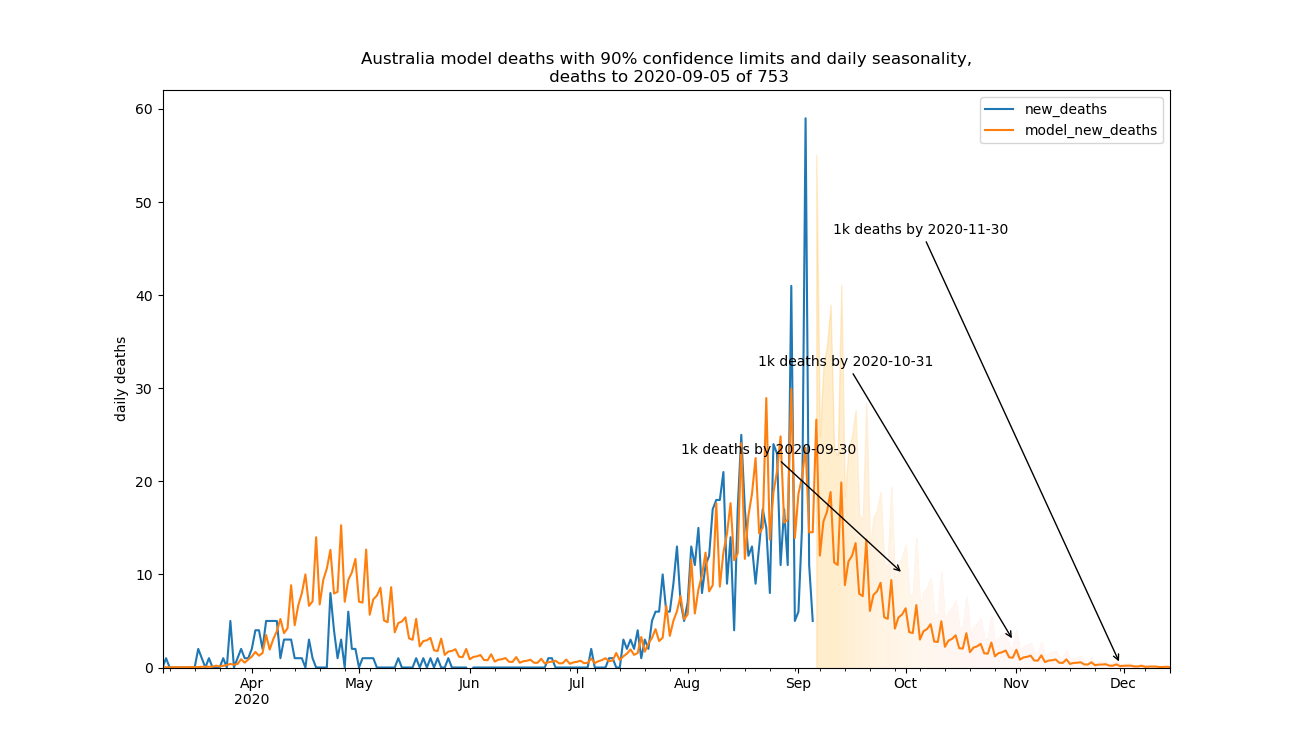 Australia model deaths with 90% confidence limits and daily seasonality,
deaths to 2020-09-05 of 753
new_deaths
model_new_deaths
60
50
40
30
20
10
0
daily deaths
1k deaths by 2020-11-30
1k deaths by 2020-10-31
1k deaths by 2020-09-30
Apr
2020
May
Jun
Jul
Aug
Sep
Oct
Nov
Dec